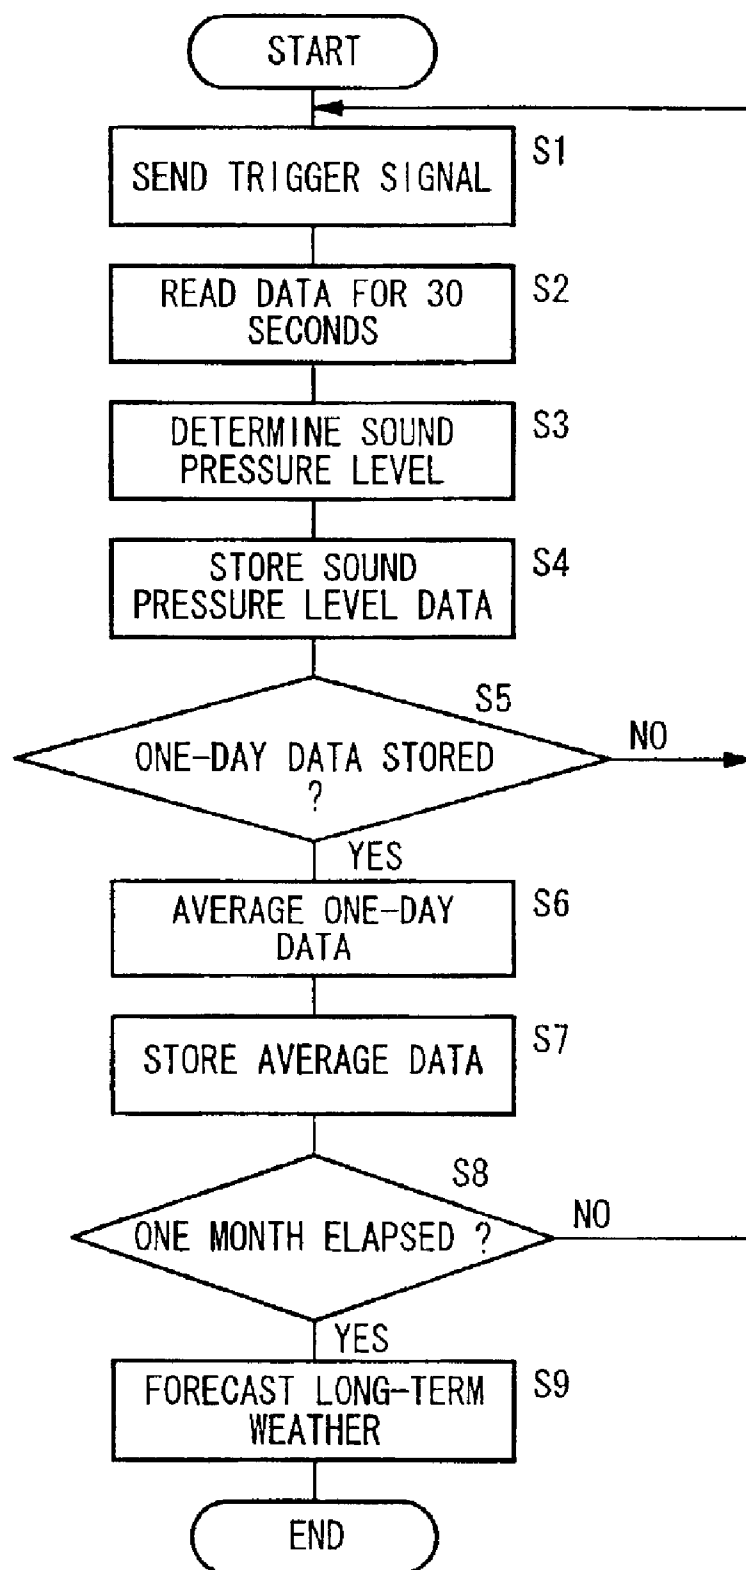 START
S1
SEND TRIGGER SIGNAL
S2
READ DATA FOR 30
SECONDS
S3
DETERMINE SOUND
PRESSURE LEVEL
S4
STORE SOUND
PRESSURE LEVEL DATA
S5
ONE-DAY DATA STORED
?
NO
YES
S6
AVERAGE ONE-DAY
DATA
S7
STORE AVERAGE DATA
S8
ONE MONTH ELAPSED ?
NO
YES
S9
FORECAST LONG-TERM
WEATHER
END